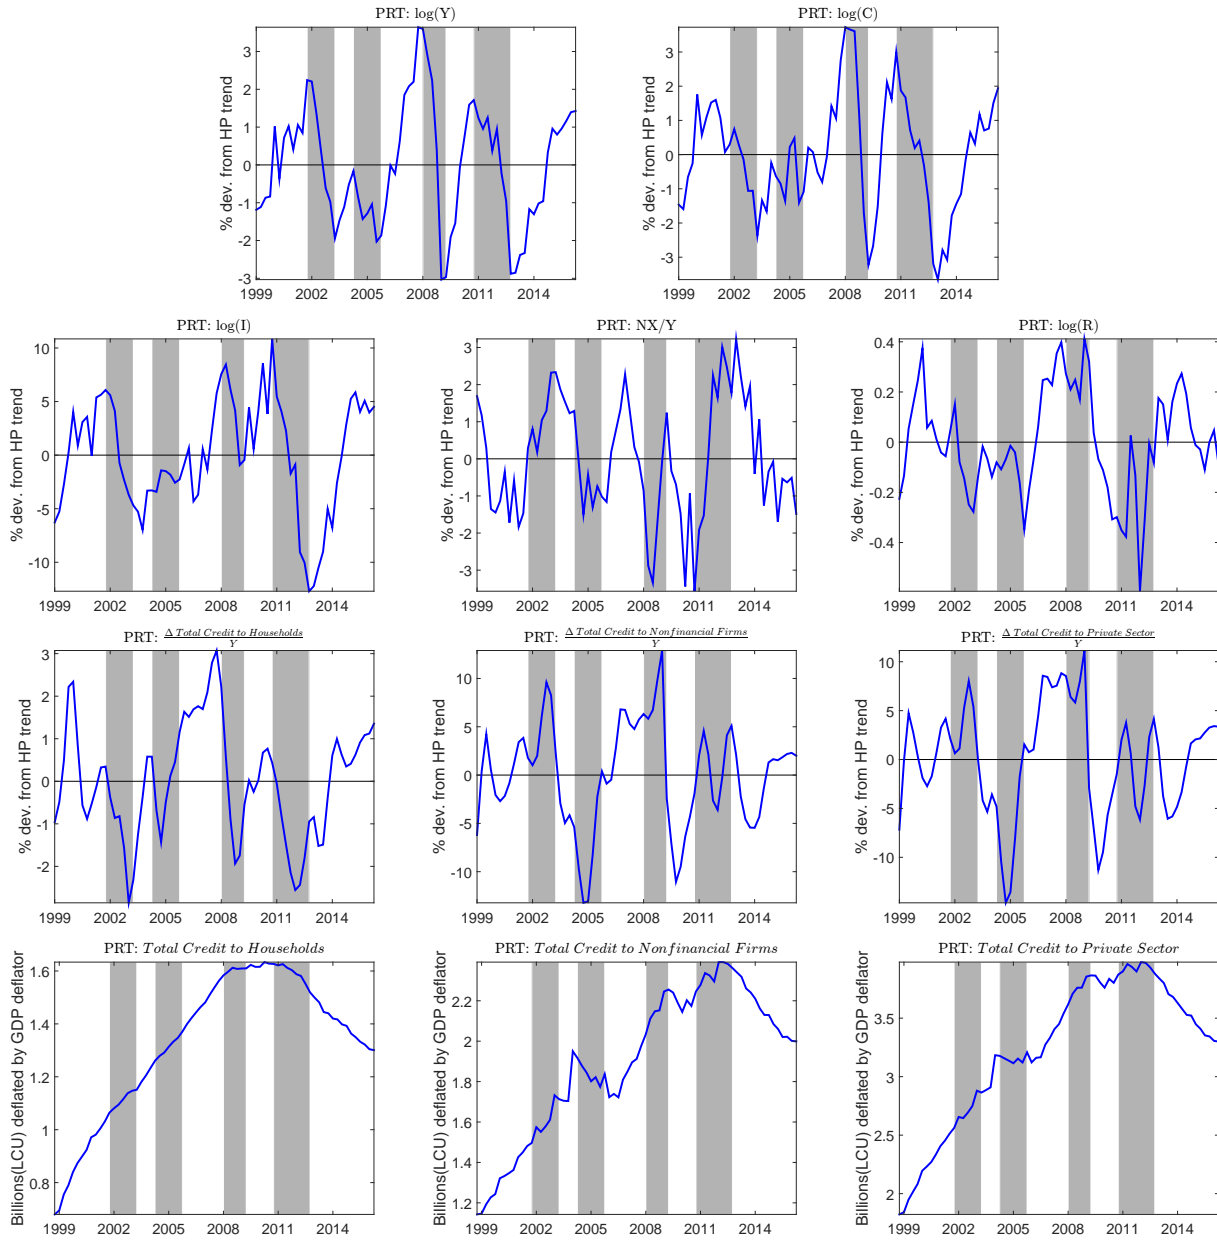 PRT: log(Y)
% dev. from HP trend
3
2
1
0
-1
-2
-3
1999 2002 2005 2008 2011 2014
PRT: log(C)
% dev. from HP trend
3
2
1
0
-1
-2
-3
1999 2002 2005 2008 2011 2014
PRT: log(I)
% dev. from HP trend
10
5
0
-5
-10
1999 2002 2005 2008 2011 2014
PRT: NX/Y
% dev. from HP trend
3
2
1
0
-1
-2
-3
1999 2002 2005 2008 2011 2014
PRT: log(R)
% dev. from HP trend
0.4
0.2
0
-0.2
-0.4
1999 2002 2005 2008 2011 2014
PRT: Δ Total Credit to Households
Y
% dev. from HP trend
3
2
1
0
-1
-2
1999 2002 2005 2008 2011 2014
PRT: Δ Total Credit to Nonfinancial Firms
Y
% dev. from HP trend
10
5
0
-5
-10
1999 2002 2005 2008 2011 2014
PRT: Δ Total Credit to Private Sector
Y
% dev. from HP trend
10
5
0
-5
-10
1999 2002 2005 2008 2011 2014
PRT: Total Credit to Households
Billions(LCU) deflated by GDP deflator
1.6
1.4
1.2
1
0.8
1999 2002 2005 2008 2011 2014
PRT: Total Credit to Nonfinancial Firms
Billions(LCU) deflated by GDP deflator
2.2
2
1.8
1.6
1.4
1.2
1999 2002 2005 2008 2011 2014
PRT: Total Credit to Private Sector
Billions(LCU) deflated by GDP deflator
3.5
3
2.5
2
1999 2002 2005 2008 2011 2014